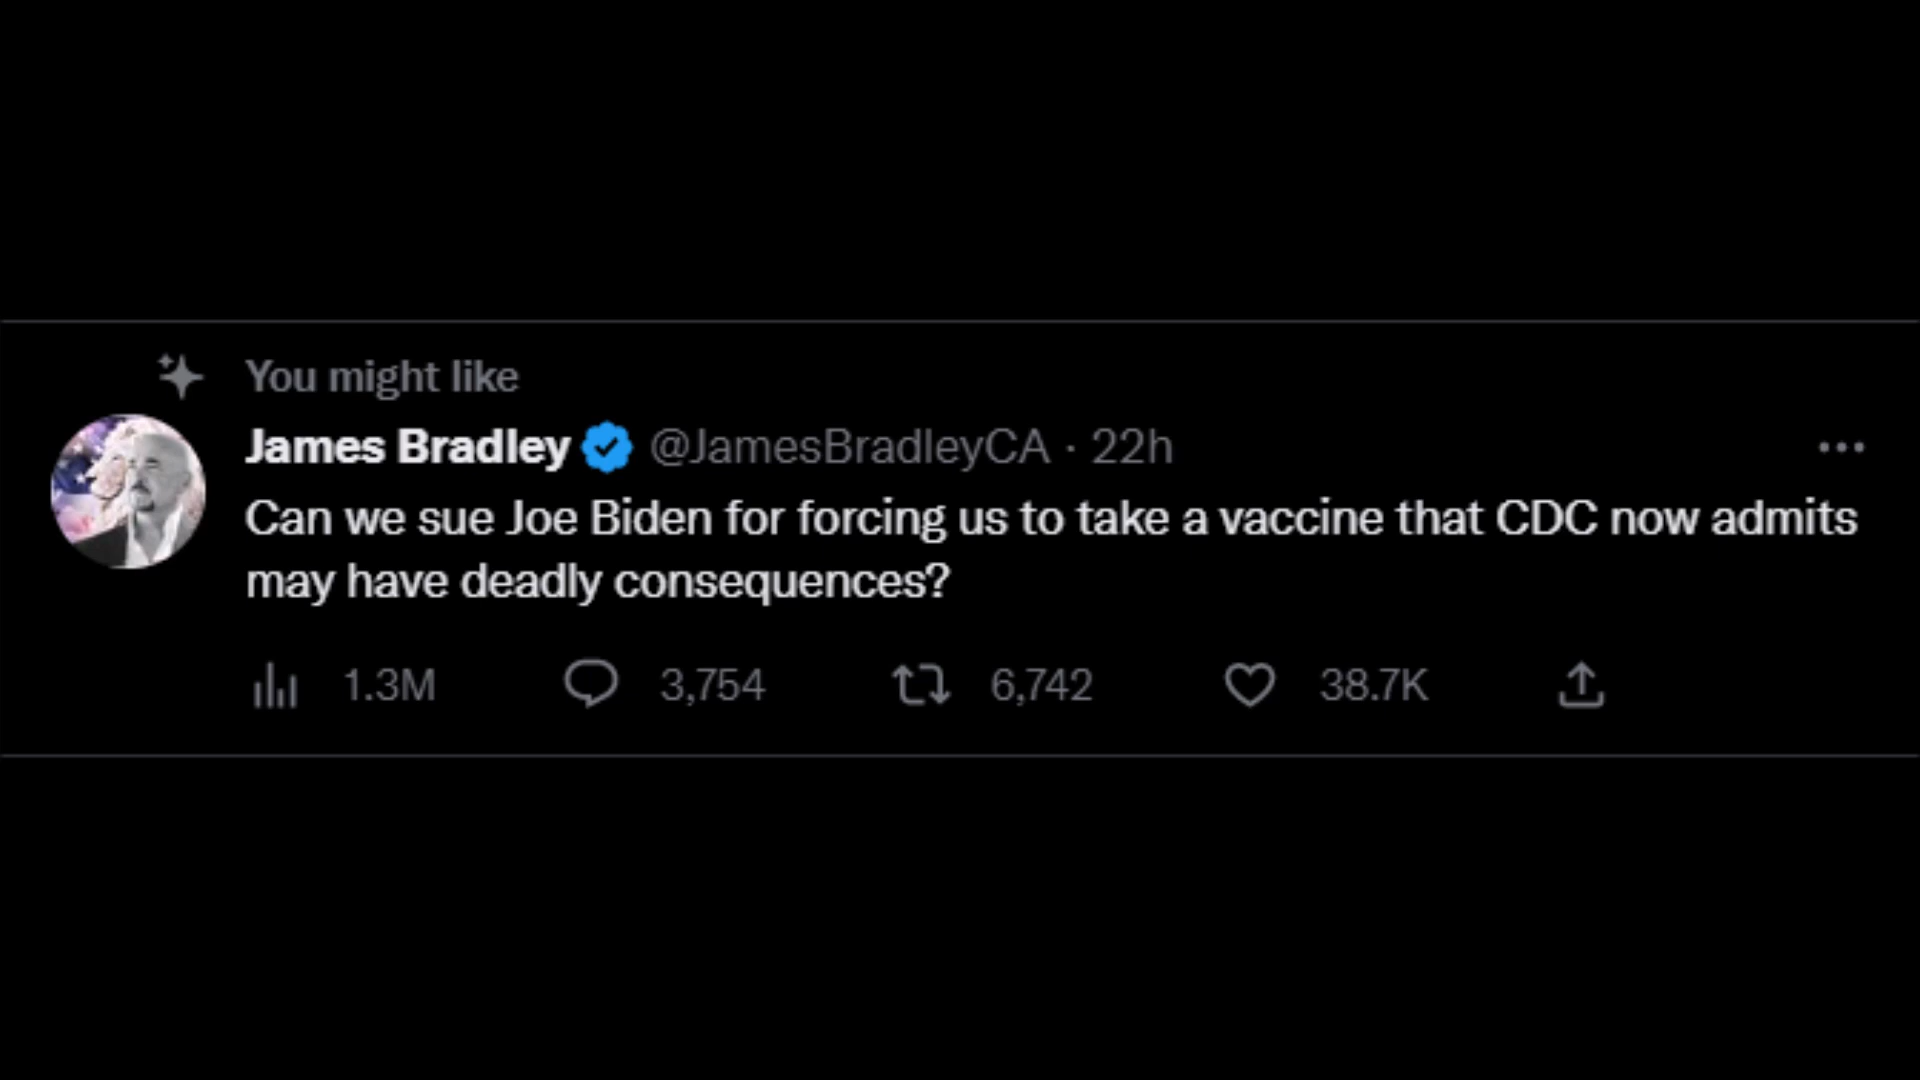 You might like
James Bradley @JamesBradleyCA · 22h
Can we sue Joe Biden for forcing us to take a vaccine that CDC now admits
may have deadly consequences?
1.3M 3,754 6,742 38.7K